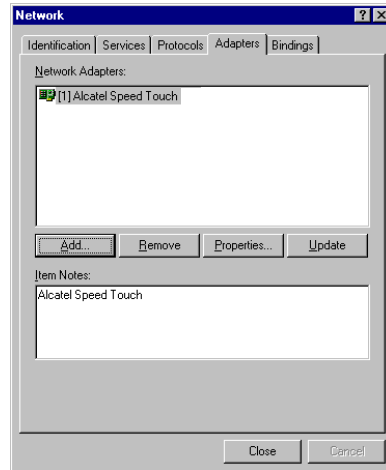 Network
Identification Services Protocols Adapters Bindings
Network Adapters:
[1] Alcatel Speed Touch
Add... Remove Properties... Update
Item Notes:
Alcatel Speed Touch
Close Cancel